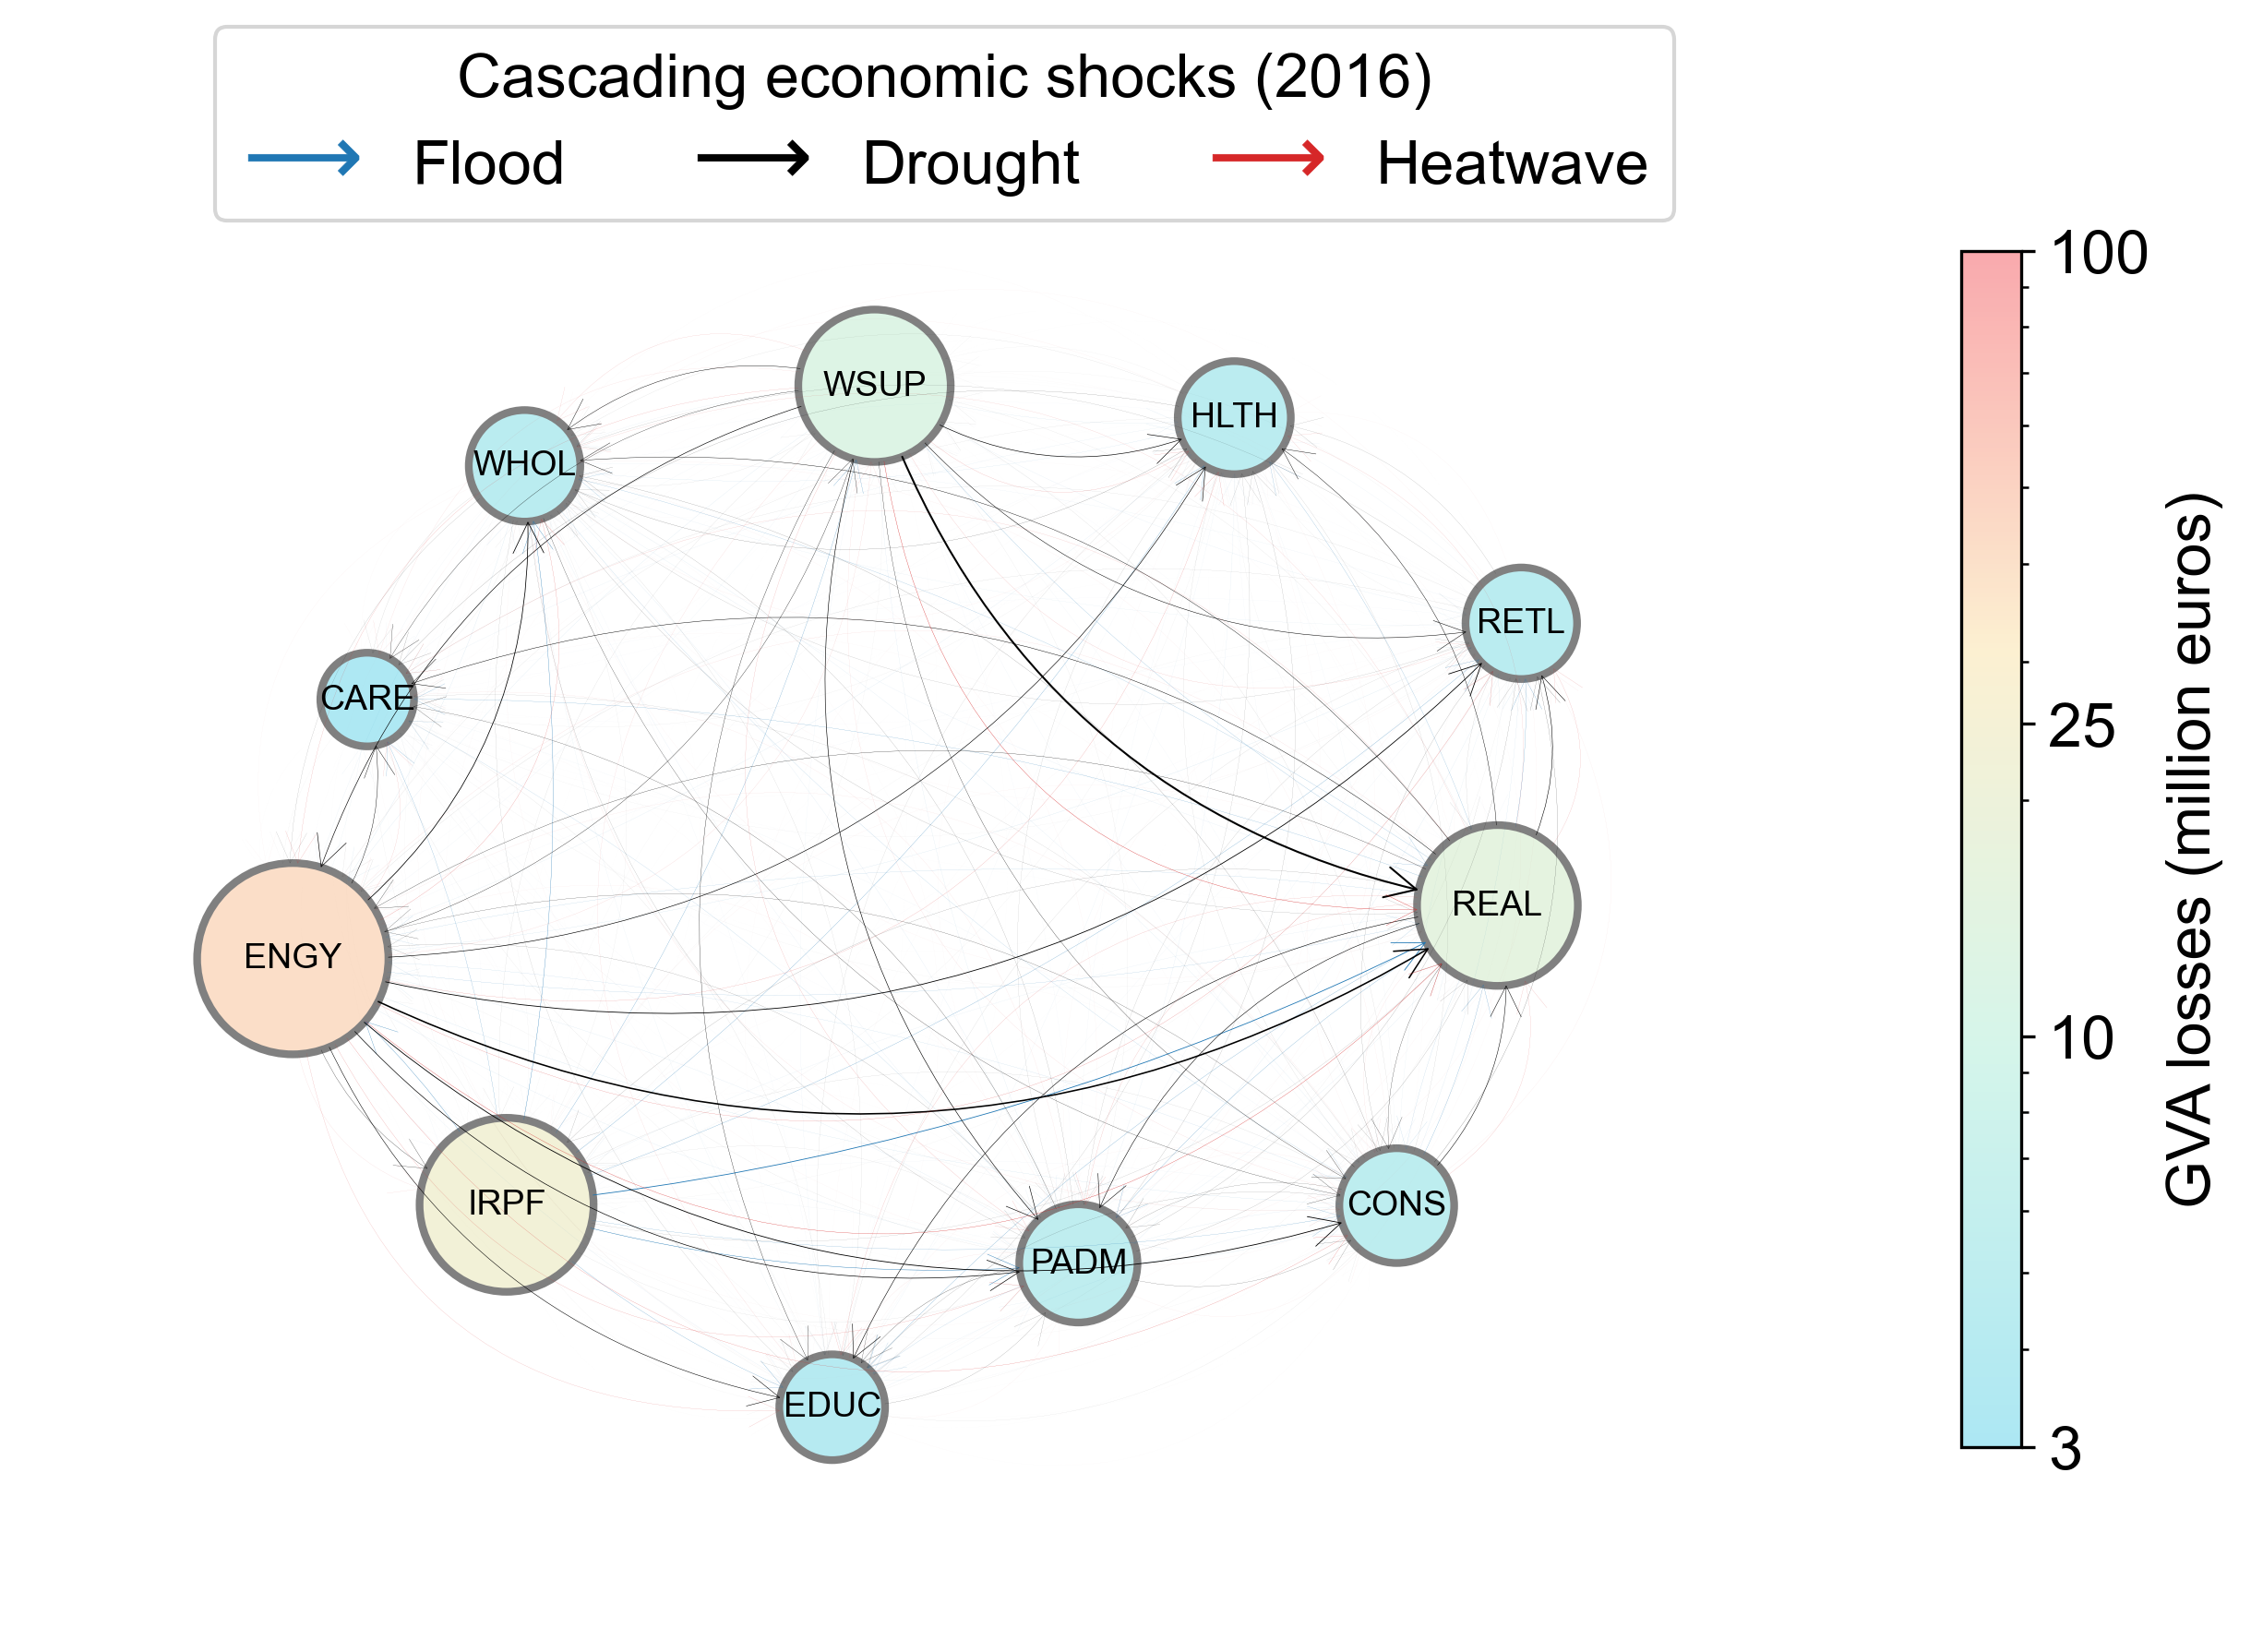 Cascading economic shocks (2016)
Flood
Drought
Heatwave
WSUP
HLTH
WHOL
RETL
CARE
REAL
ENGY
IRPF
CONS
PADM
EDUC
100
25
10
3
GVA losses (million euros)